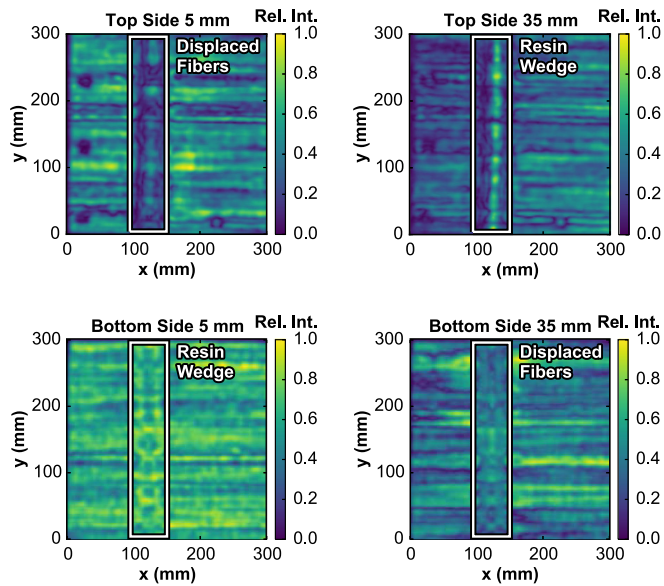 Top Side 5 mm
Rel. Int.
300
200
100
0
y (mm)
0
100
200
300
x (mm)
Displaced
Fibers
1.0
0.8
0.6
0.4
0.2
0.0
Top Side 35 mm
Rel. Int.
300
200
100
0
y (mm)
0
100
200
300
x (mm)
Resin
Wedge
1.0
0.8
0.6
0.4
0.2
0.0
Bottom Side 5 mm
Rel. Int.
300
200
100
0
y (mm)
0
100
200
300
x (mm)
Resin
Wedge
1.0
0.8
0.6
0.4
0.2
0.0
Bottom Side 35 mm
Rel. Int.
300
200
100
0
y (mm)
0
100
200
300
x (mm)
Displaced
Fibers
1.0
0.8
0.6
0.4
0.2
0.0